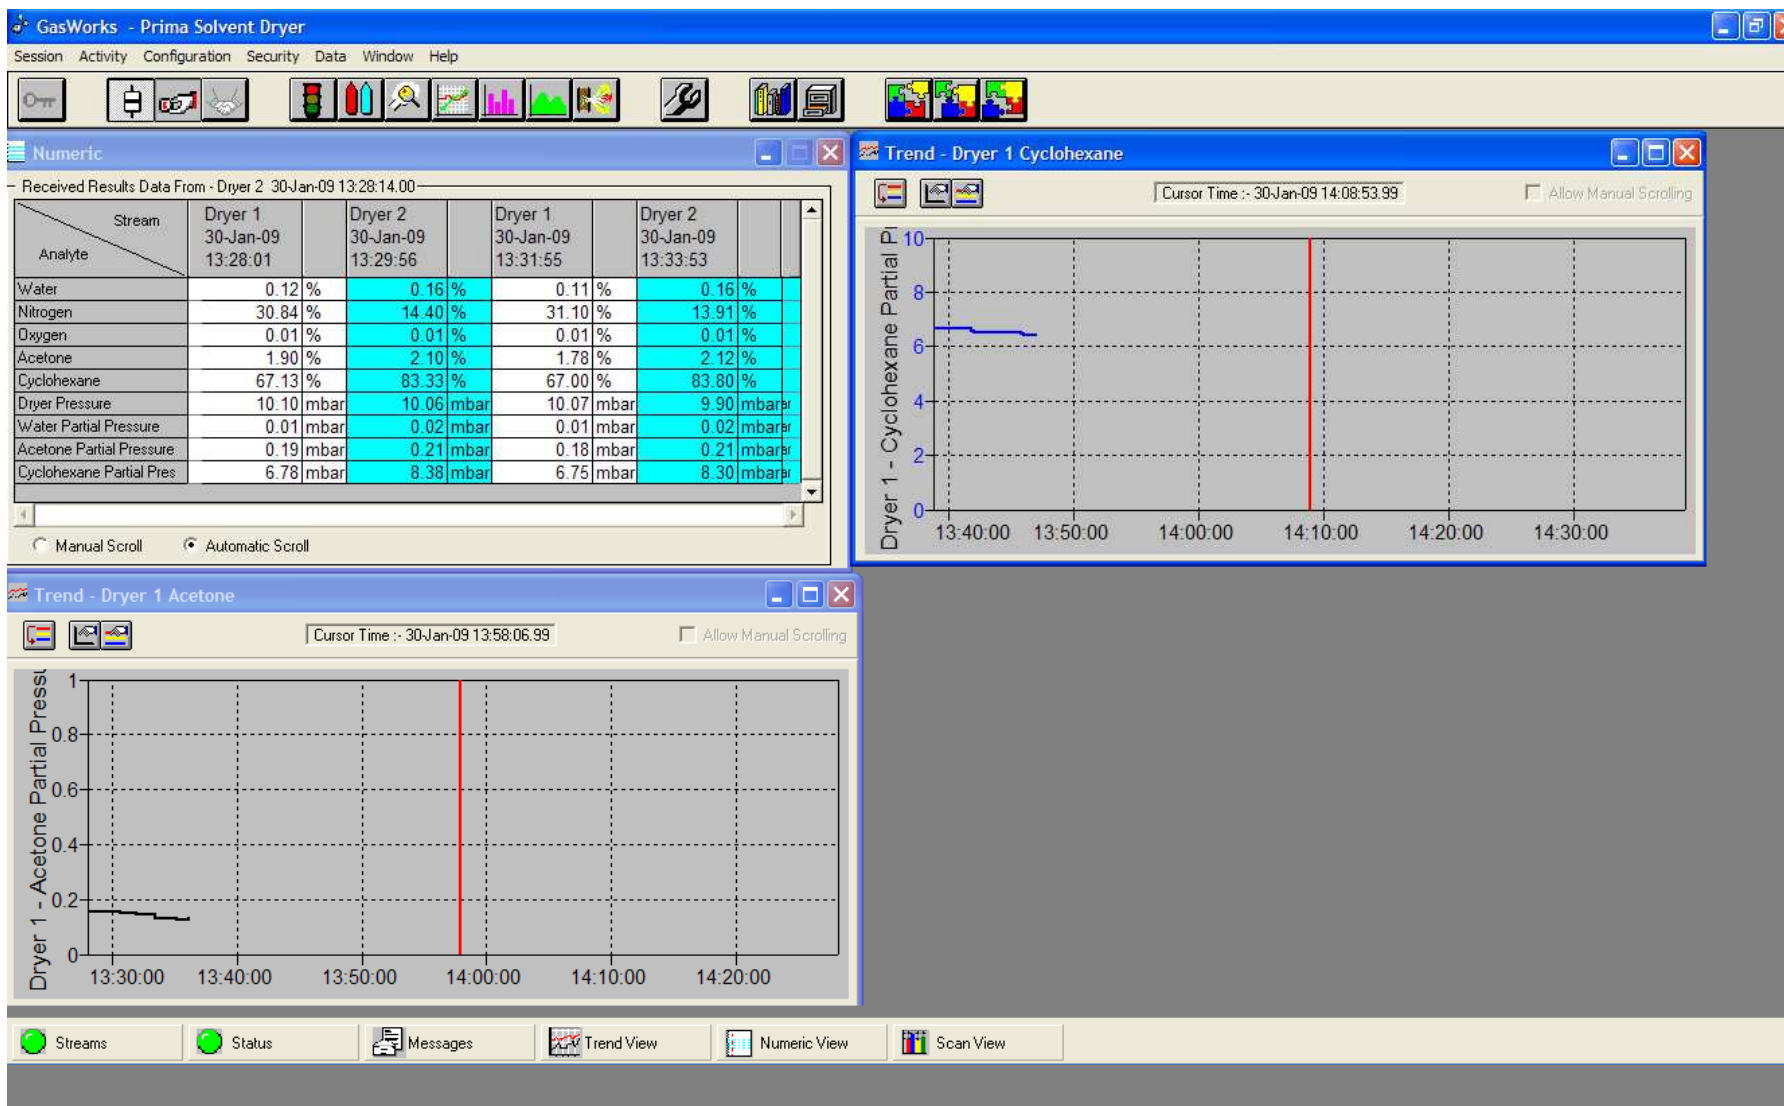 GasWorks - Prima Solvent Dryer
Session Activity Configuration Security Data Window Help
Numeric
Received Results Data From - Dryer 2 30-Jan-09 13:28:14.00
Stream Analyte
Dryer 1 30-Jan-09 13:28:01
Dryer 2 30-Jan-09 13:29:56
Dryer 1 30-Jan-09 13:31:55
Dryer 2 30-Jan-09 13:33:53
Water 0.12 % 0.16 % 0.11 % 0.16 %
Nitrogen 30.84 % 14.40 % 31.10 % 13.91 %
Oxygen 0.01 % 0.01 % 0.01 % 0.01 %
Acetone 1.90 % 2.10 % 1.78 % 2.12 %
Cyclohexane 67.13 % 83.33 % 67.00 % 83.80 %
Dryer Pressure 10.10 mbar 10.06 mbar 10.07 mbar 9.90 mbar
Water Partial Pressure 0.01 mbar 0.02 mbar 0.01 mbar 0.02 mbar
Acetone Partial Pressure 0.19 mbar 0.21 mbar 0.18 mbar 0.21 mbar
Cyclohexane Partial Pres 6.78 mbar 8.38 mbar 6.75 mbar 8.30 mbar
Manual Scroll Automatic Scroll
Trend - Dryer 1 Cyclohexane
Cursor Time :- 30-Jan-09 14:08:53.99 Allow Manual Scrolling
Dryer 1 - Cyclohexane Partial
10
8
6
4
2
0
13:40:00 13:50:00 14:00:00 14:10:00 14:20:00 14:30:00
Trend - Dryer 1 Acetone
Cursor Time :- 30-Jan-09 13:58:06.99 Allow Manual Scrolling
Dryer 1 - Acetone Partial Pressu
1
0.8
0.6
0.4
0.2
0
13:30:00 13:40:00 13:50:00 14:00:00 14:10:00 14:20:00
Streams Status Messages Trend View Numeric View Scan View